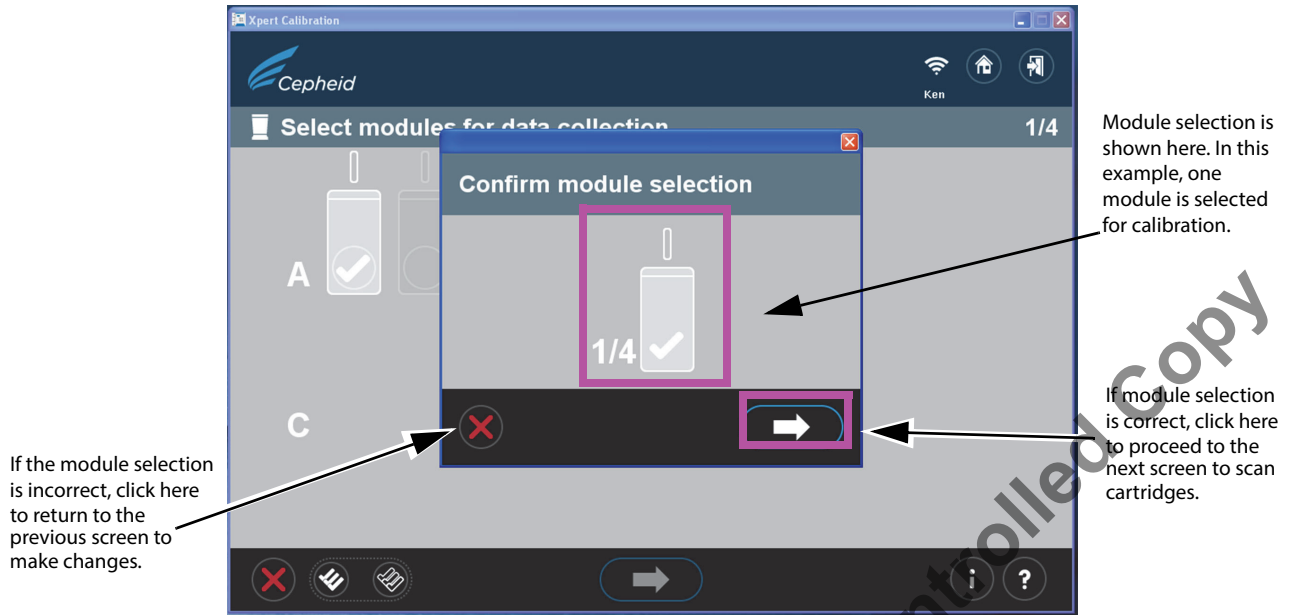 Xpert Calibration
Cepheid
Ken
Select modules for data collection
1/4
Confirm module selection
A
1/4
C
i
?
Module selection is
shown here. In this
example, one
module is selected
for calibration.
If module selection
is correct, click here
to proceed to the
next screen to scan
cartridges.
If the module selection
is incorrect, click here
to return to the
previous screen to
make changes.
Copy